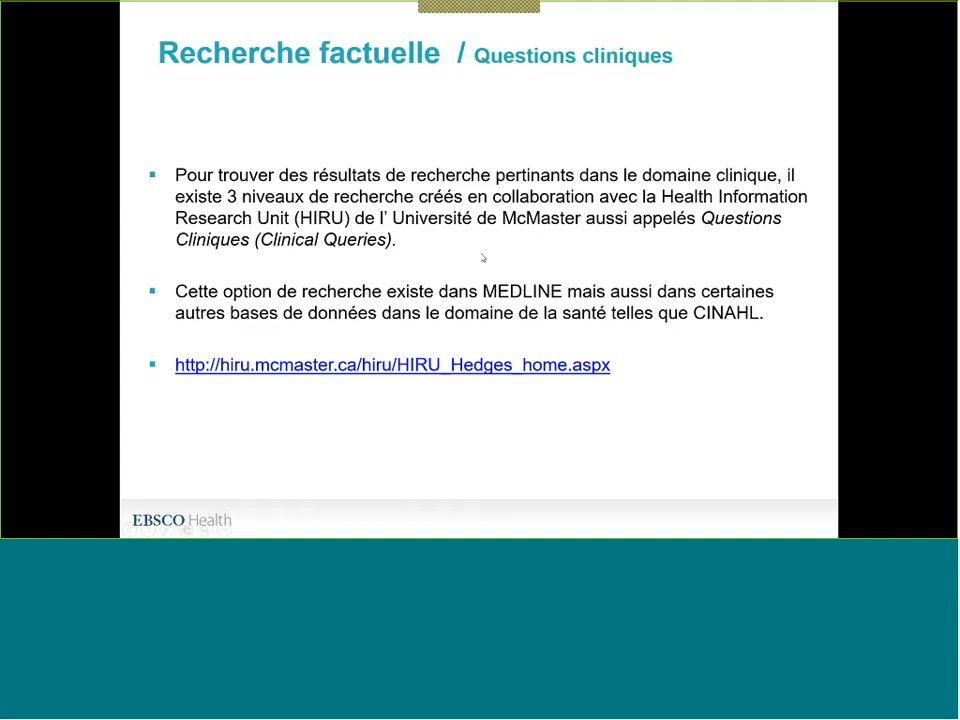 Recherche factuelle / Questions cliniques
Pour trouver des résultats de recherche pertinants dans le domaine clinique, il
existe 3 niveaux de recherche créés en collaboration avec la Health Information
Research Unit (HIRU) de l' Université de McMaster aussi appelés Questions
Cliniques (Clinical Queries).
Cette option de recherche existe dans MEDLINE mais aussi dans certaines
autres bases de données dans le domaine de la santé telles que CINAHL.
http://hiru.mcmaster.ca/hiru/HIRU_Hedges_home.aspx
EBSCO Health